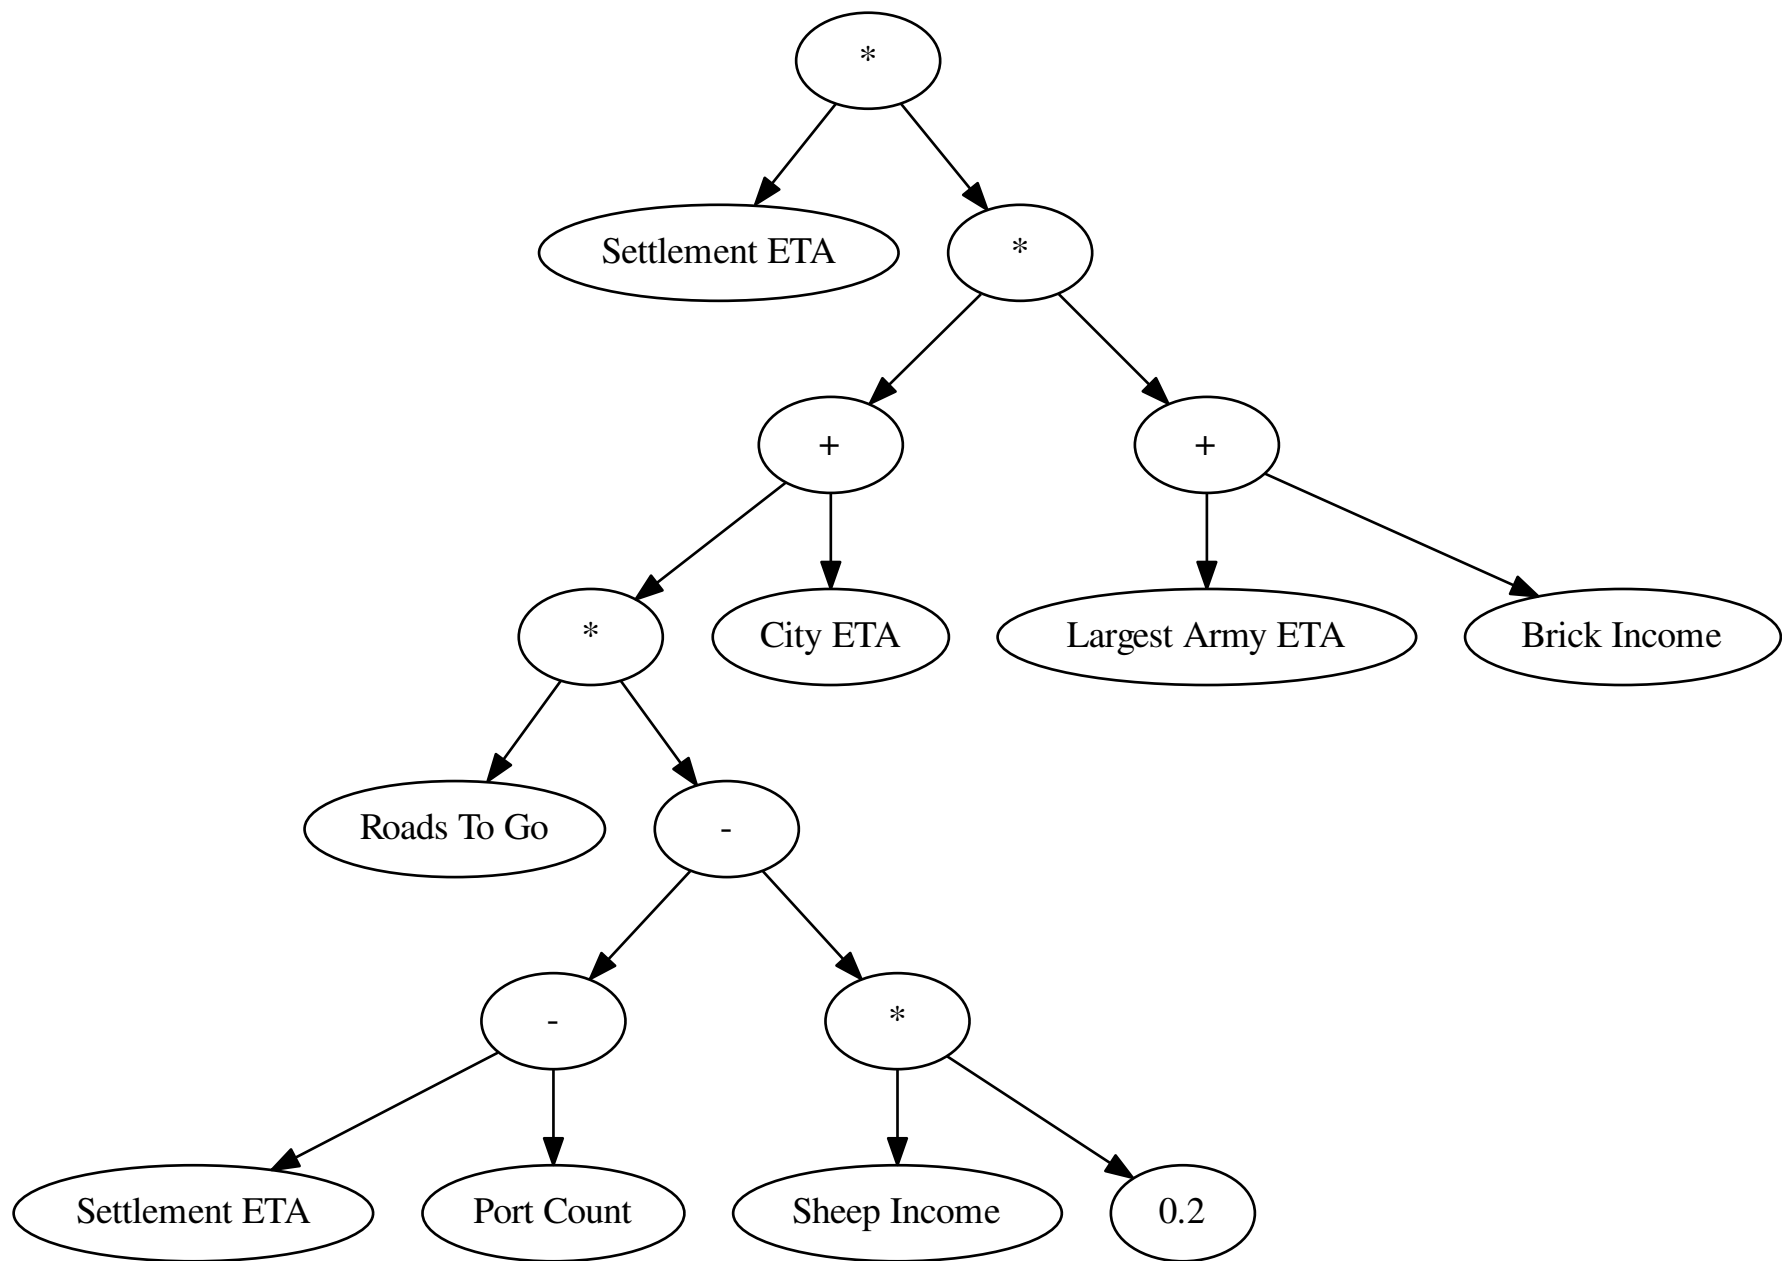 *
Settlement ETA
*
+
+
*
City ETA
Largest Army ETA
Brick Income
Roads To Go
-
-
*
Settlement ETA
Port Count
Sheep Income
0.2